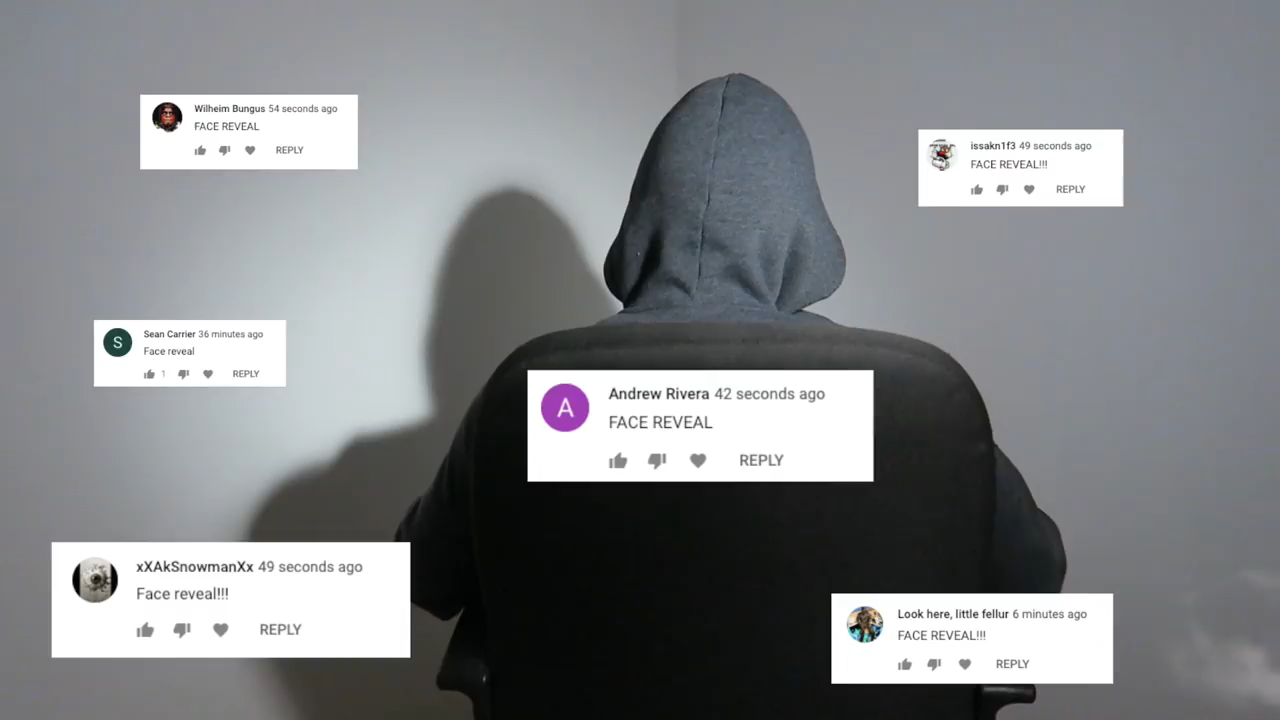 Wilheim Bungus 54 seconds ago
FACE REVEAL
REPLY
issakn1f3 49 seconds ago
FACE REVEAL!!!
REPLY
S
Sean Carrier 36 minutes ago
Face reveal
1
REPLY
A
Andrew Rivera 42 seconds ago
FACE REVEAL
REPLY
xXAkSnowmanXx 49 seconds ago
Face reveal!!!
REPLY
Look here, little fellur 6 minutes ago
FACE REVEAL!!!
REPLY